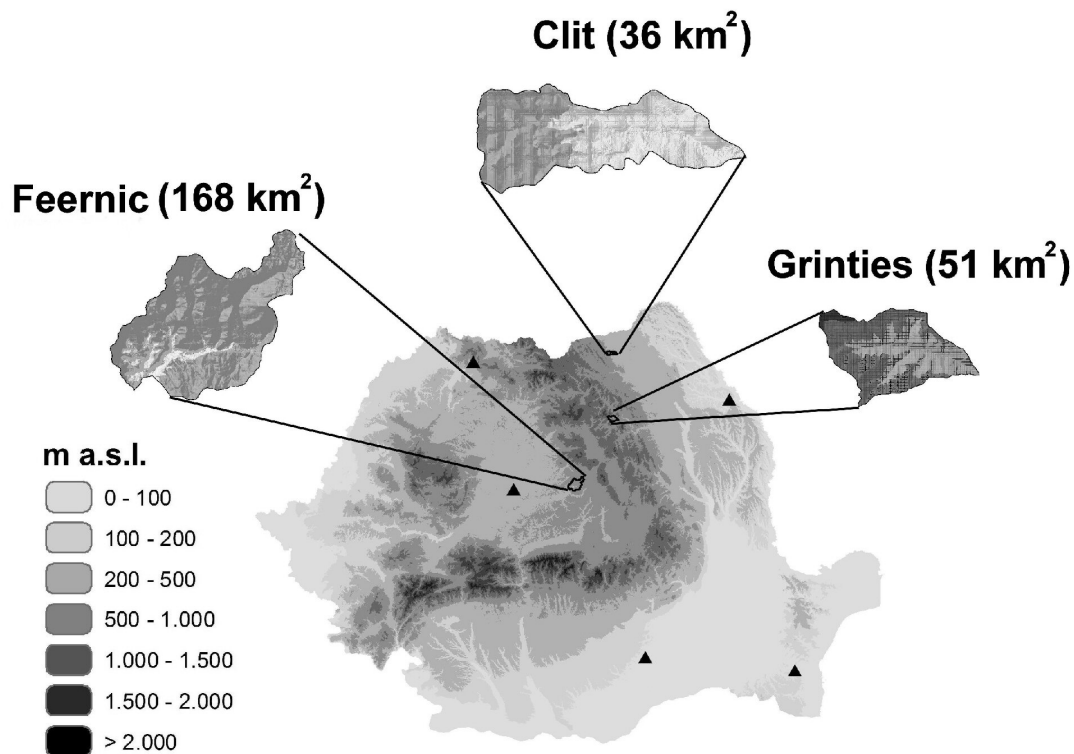 Clit (36 km²)
Feernic (168 km²)
Grinties (51 km²)
m a.s.l.
0 - 100
100 - 200
200 - 500
500 - 1.000
1.000 - 1.500
1.500 - 2.000
> 2.000